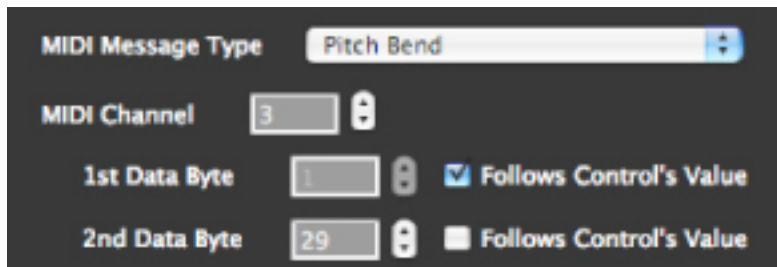 MIDI Message Type Pitch Bend
MIDI Channel 3
1st Data Byte 1 Follows Control's Value
2nd Data Byte 29 Follows Control's Value